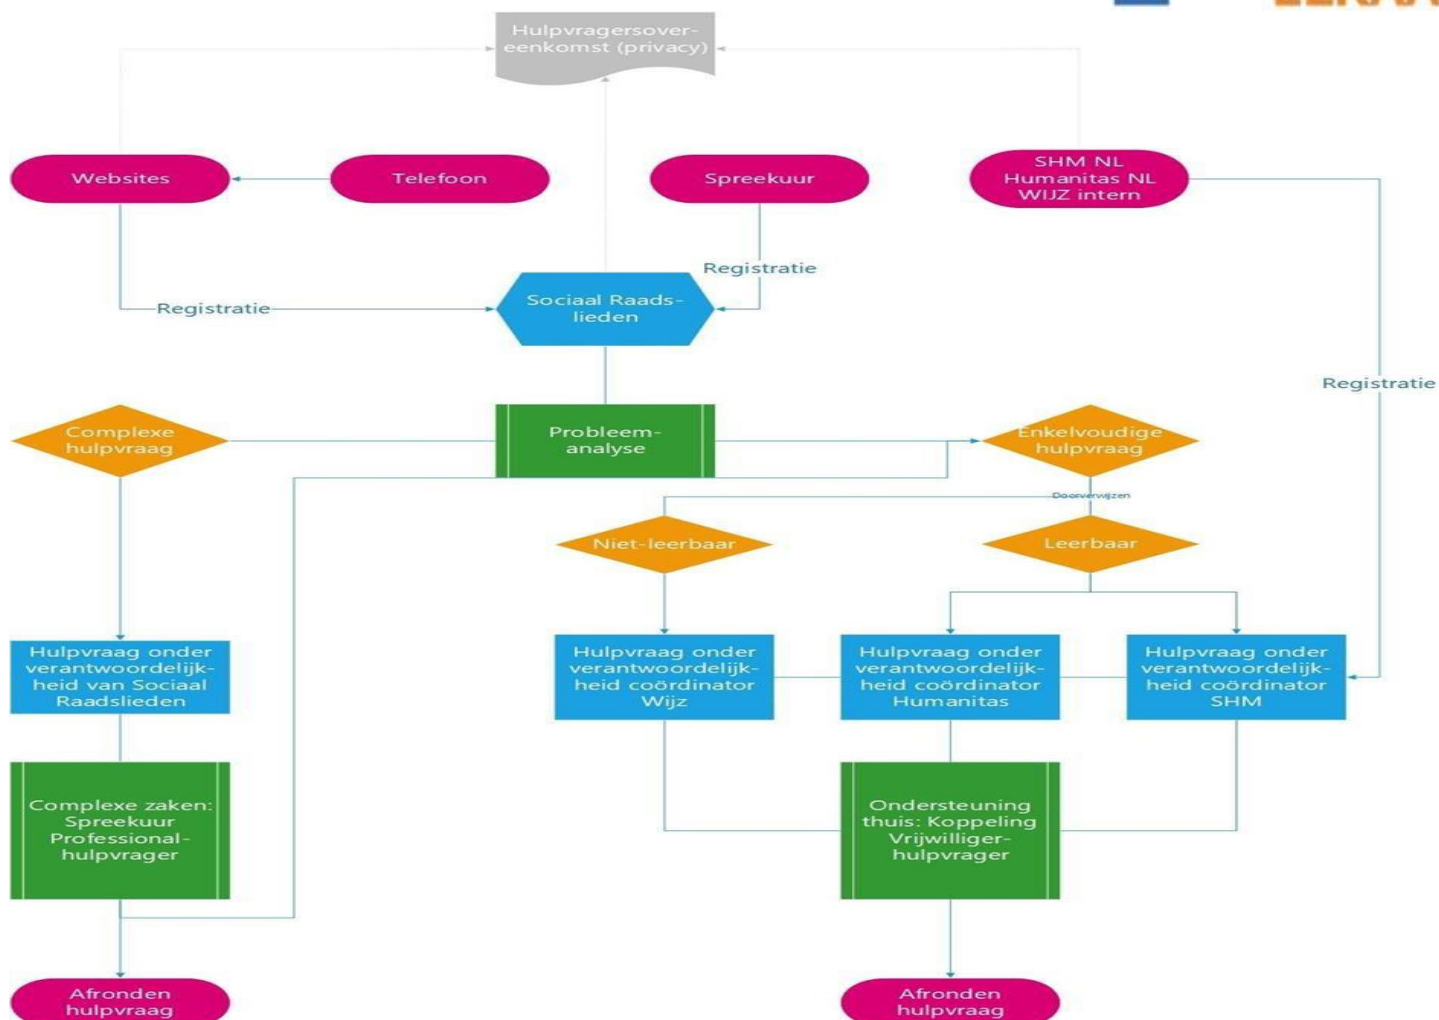 Hulpvragersover-
eenkomst (privacy)
Websites
Telefoon
Spreekuur
SHM NL
Humanitas NL
WIJZ intern
Registratie
Sociaal Raads-
lieden
Registratie
Registratie
Complexe
hulpvraag
Probleem-
analyse
Enkelvoudige
hulpvraag
Doorverwijzen
Niet-leerbaar
Leerbaar
Hulpvraag onder
verantwoordelijk-
heid van Sociaal
Raadslieden
Hulpvraag onder
verantwoordelijk-
heid coördinator
Wijz
Hulpvraag onder
verantwoordelijk-
heid coördinator
Humanitas
Hulpvraag onder
verantwoordelijk-
heid coördinator
SHM
Complexe zaken:
Spreekuur
Professional-
hulpvrager
Ondersteuning
thuis: Koppeling
Vrijwilliger-
hulpvrager
Afronden
hulpvraag
Afronden
hulpvraag